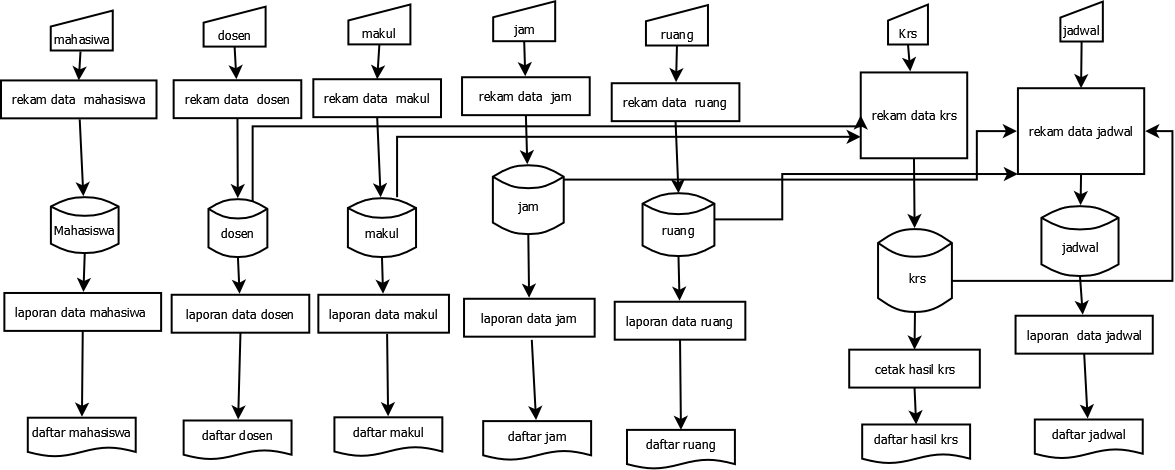 mahasiwa
dosen
makul
jam
ruang
Krs
jadwal
rekam data mahasiswa
rekam data dosen
rekam data makul
rekam data jam
rekam data ruang
rekam data krs
rekam data jadwal
Mahasiswa
dosen
makul
jam
ruang
krs
jadwal
laporan data mahasiwa
laporan data dosen
laporan data makul
laporan data jam
laporan data ruang
cetak hasil krs
laporan data jadwal
daftar mahasiswa
daftar dosen
daftar makul
daftar jam
daftar ruang
daftar hasil krs
daftar jadwal